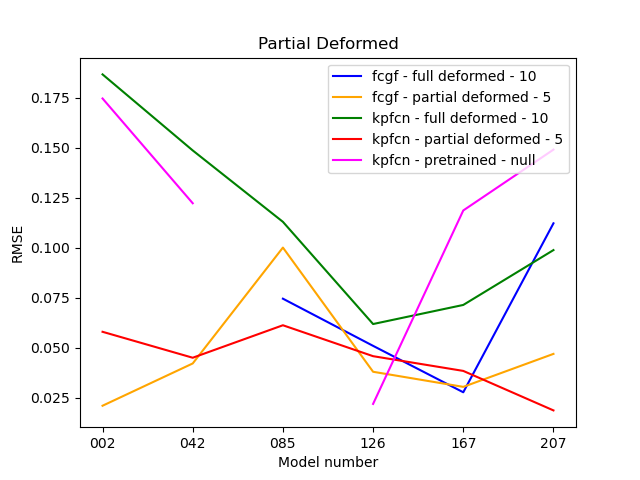 Partial Deformed
fcgf - full deformed - 10
fcgf - partial deformed - 5
kpfcn - full deformed - 10
kpfcn - partial deformed - 5
kpfcn - pretrained - null
RMSE
0.175
0.150
0.125
0.100
0.075
0.050
0.025
002 042 085 126 167 207
Model number